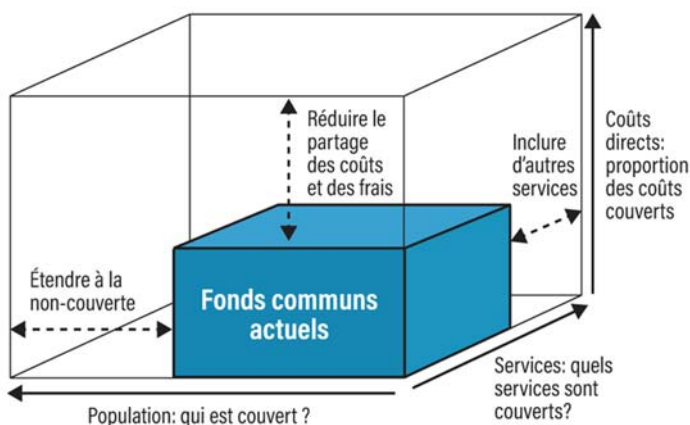 Réduire le
partage
des coûts
et des frais
Inclure
d'autres
services
Coûts
directs:
proportion
des coûts
couverts
Étendre à la
non-couverte
Fonds communs
actuels
Services: quels
services sont
couverts?
Population: qui est couvert ?